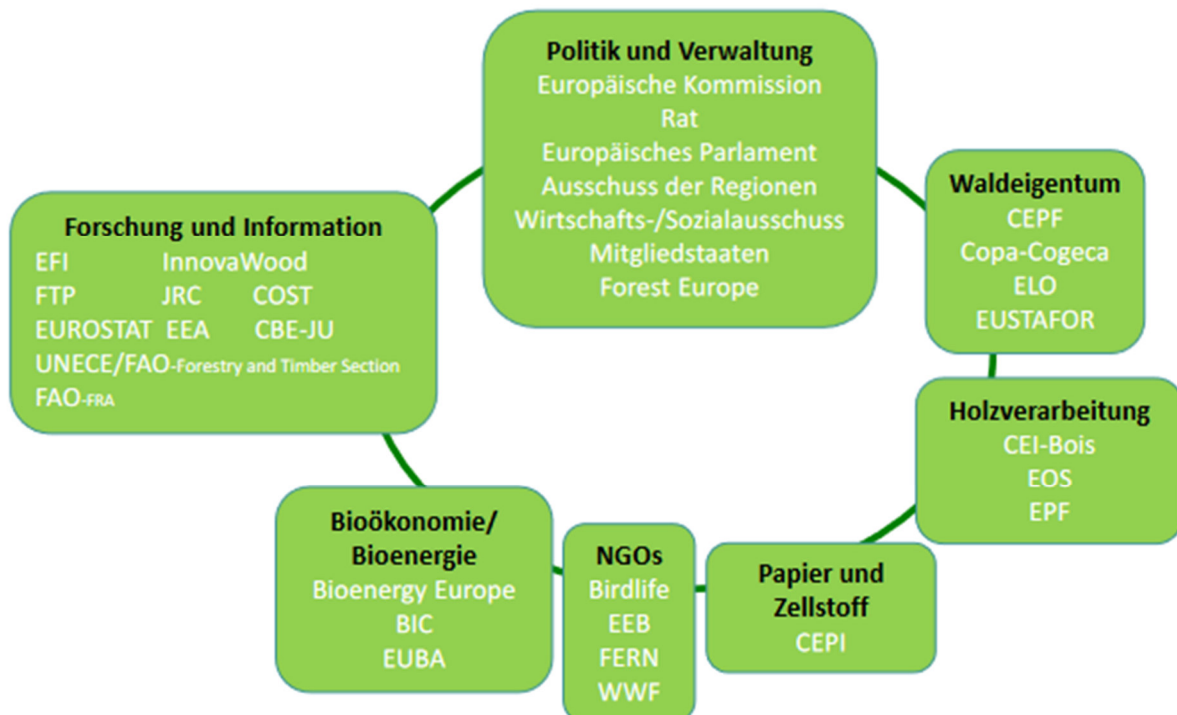 Politik und Verwaltung
Europäische Kommission
Rat
Europäisches Parlament
Ausschuss der Regionen
Wirtschafts-/Sozialausschuss
Mitgliedstaaten
Forest Europe
Waldeigentum
CEPF
Copa-Cogeca
ELO
EUSTAFOR
Holzverarbeitung
CEI-Bois
EOS
EPF
Papier und
Zellstoff
CEPI
NGOs
Birdlife
EEB
FERN
WWF
Bioökonomie/
Bioenergie
Bioenergy Europe
BIC
EUBA
Forschung und Information
EFI InnovaWood
FTP JRC COST
EUROSTAT EEA CBE-JU
UNECE/FAO-Forestry and Timber Section
FAO-FRA